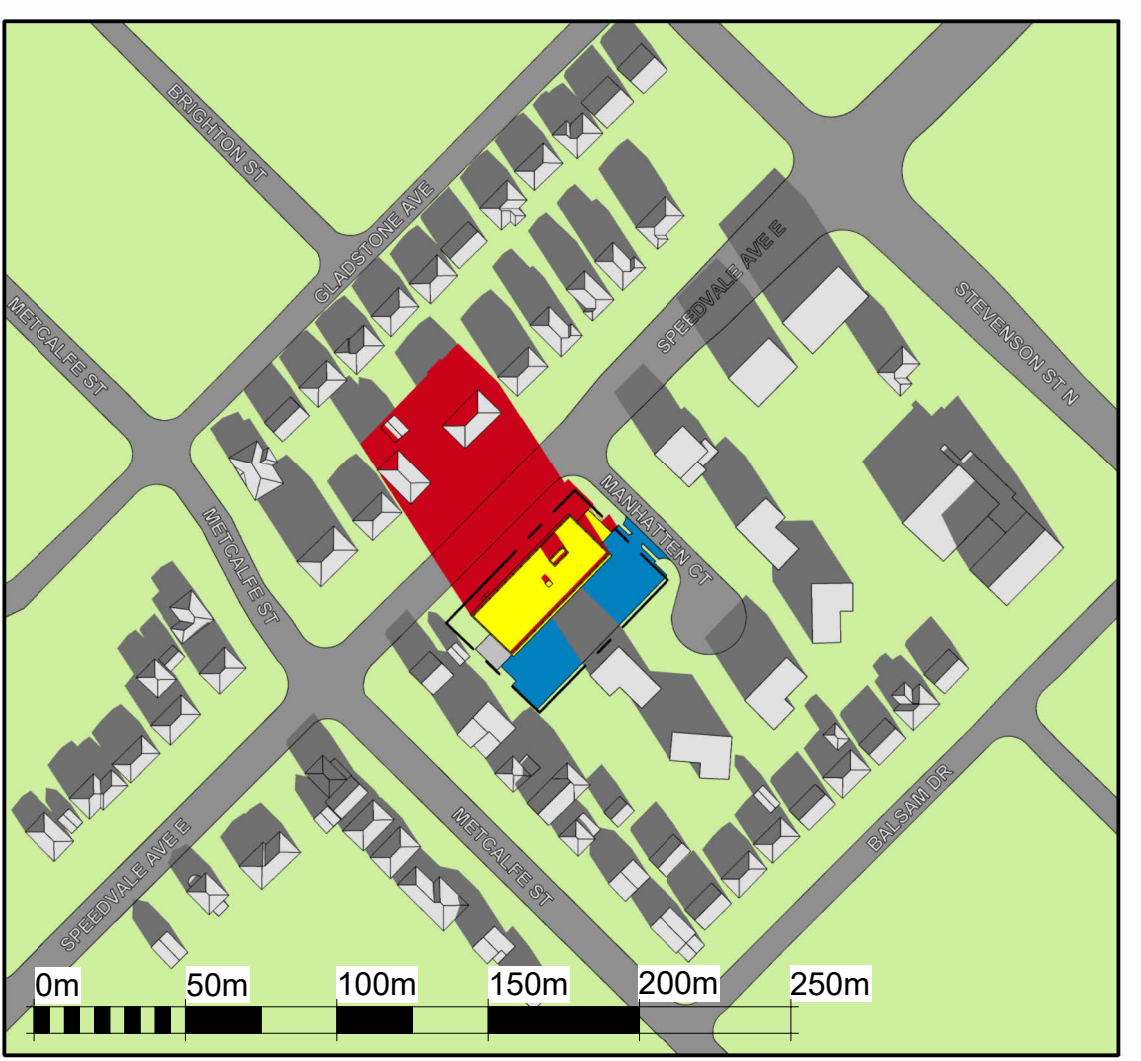 BRIGHTON ST
GLADSTONE AVE
METCALFE ST
SPEEDVALE AVE E
STEVENSON ST N
MANHATTEN CT
METCALFE ST
METCALFE ST
BALSAM DR
SPEEDVALE AVE E
0m 50m 100m 150m 200m 250m